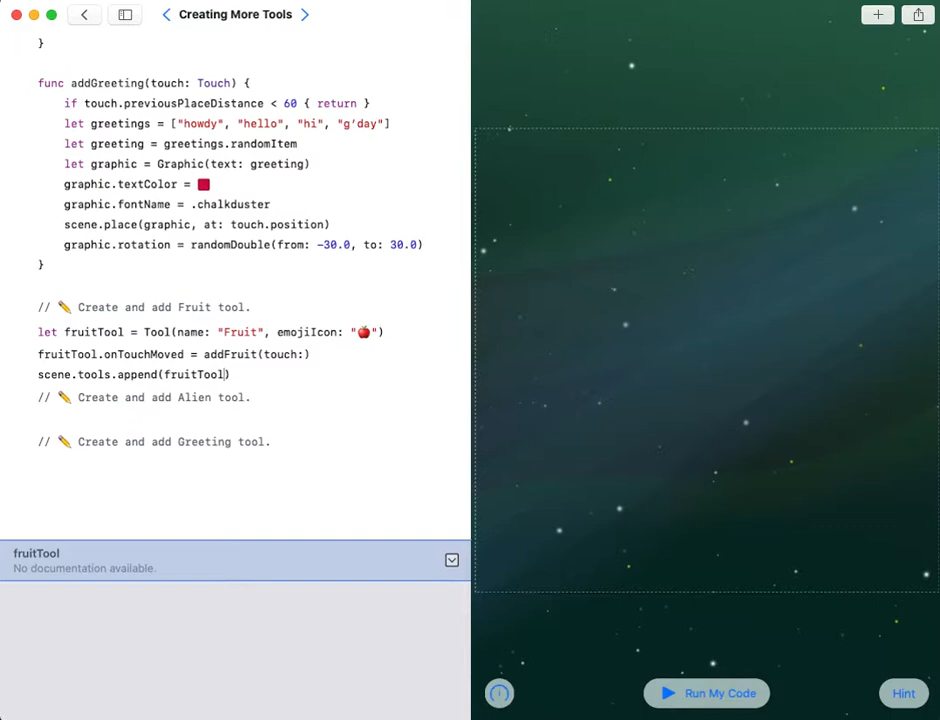 Creating More Tools
}
func addGreeting(touch: Touch) {
if touch.previousPlaceDistance < 60 { return }
let greetings = ["howdy", "hello", "hi", "g’day"]
let greeting = greetings.randomItem
let graphic = Graphic(text: greeting)
graphic.textColor =
graphic.fontName = .chalkduster
scene.place(graphic, at: touch.position)
graphic.rotation = randomDouble(from: -30.0, to: 30.0)
}
// ✏️ Create and add Fruit tool.
let fruitTool = Tool(name: "Fruit", emojiIcon: "🍎")
fruitTool.onTouchMoved = addFruit(touch:)
scene.tools.append(fruitTool)
// ✏️ Create and add Alien tool.
// ✏️ Create and add Greeting tool.
fruitTool
No documentation available.
Run My Code
Hint